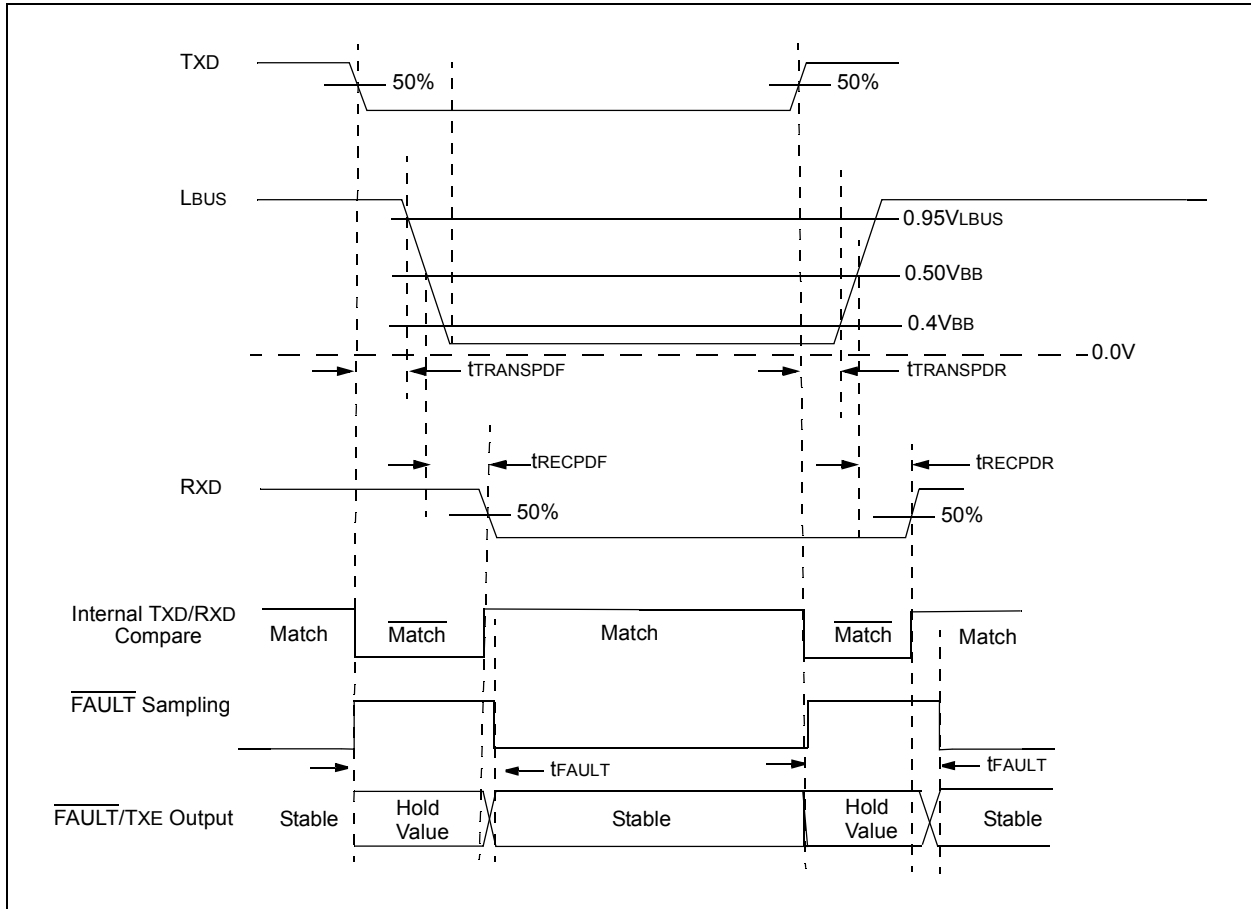 TXD
50%
50%
LBUS
0.95VLBUS
0.50VBB
0.4VBB
0.0V
tTRANSPDF
tTRANSPDR
tRECPDF
tRECPDR
RXD
50%
50%
Internal TXD/RXD
Compare
Match
Match
Match
Match
Match
FAULT Sampling
tFAULT
tFAULT
FAULT/TXE Output
Stable
Hold
Value
Stable
Hold
Value
Stable